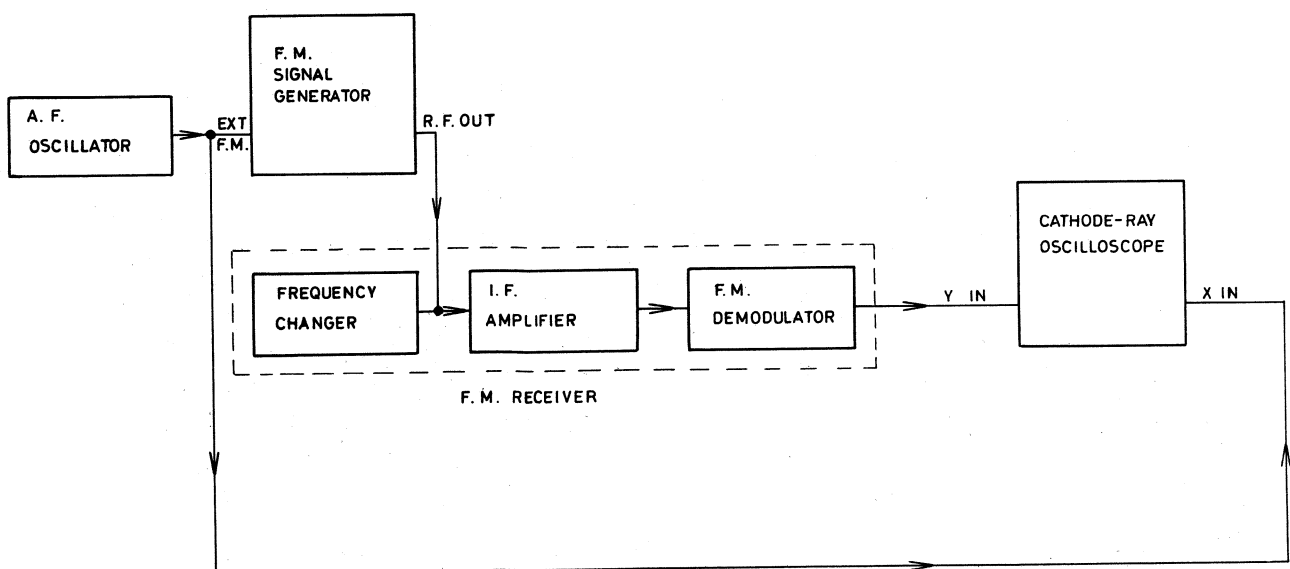 A. F.
OSCILLATOR
EXT
F.M.
F. M.
SIGNAL
GENERATOR
R.F. OUT
FREQUENCY
CHANGER
I. F.
AMPLIFIER
F. M.
DEMODULATOR
F. M. RECEIVER
Y IN
CATHODE-RAY
OSCILLOSCOPE
X IN